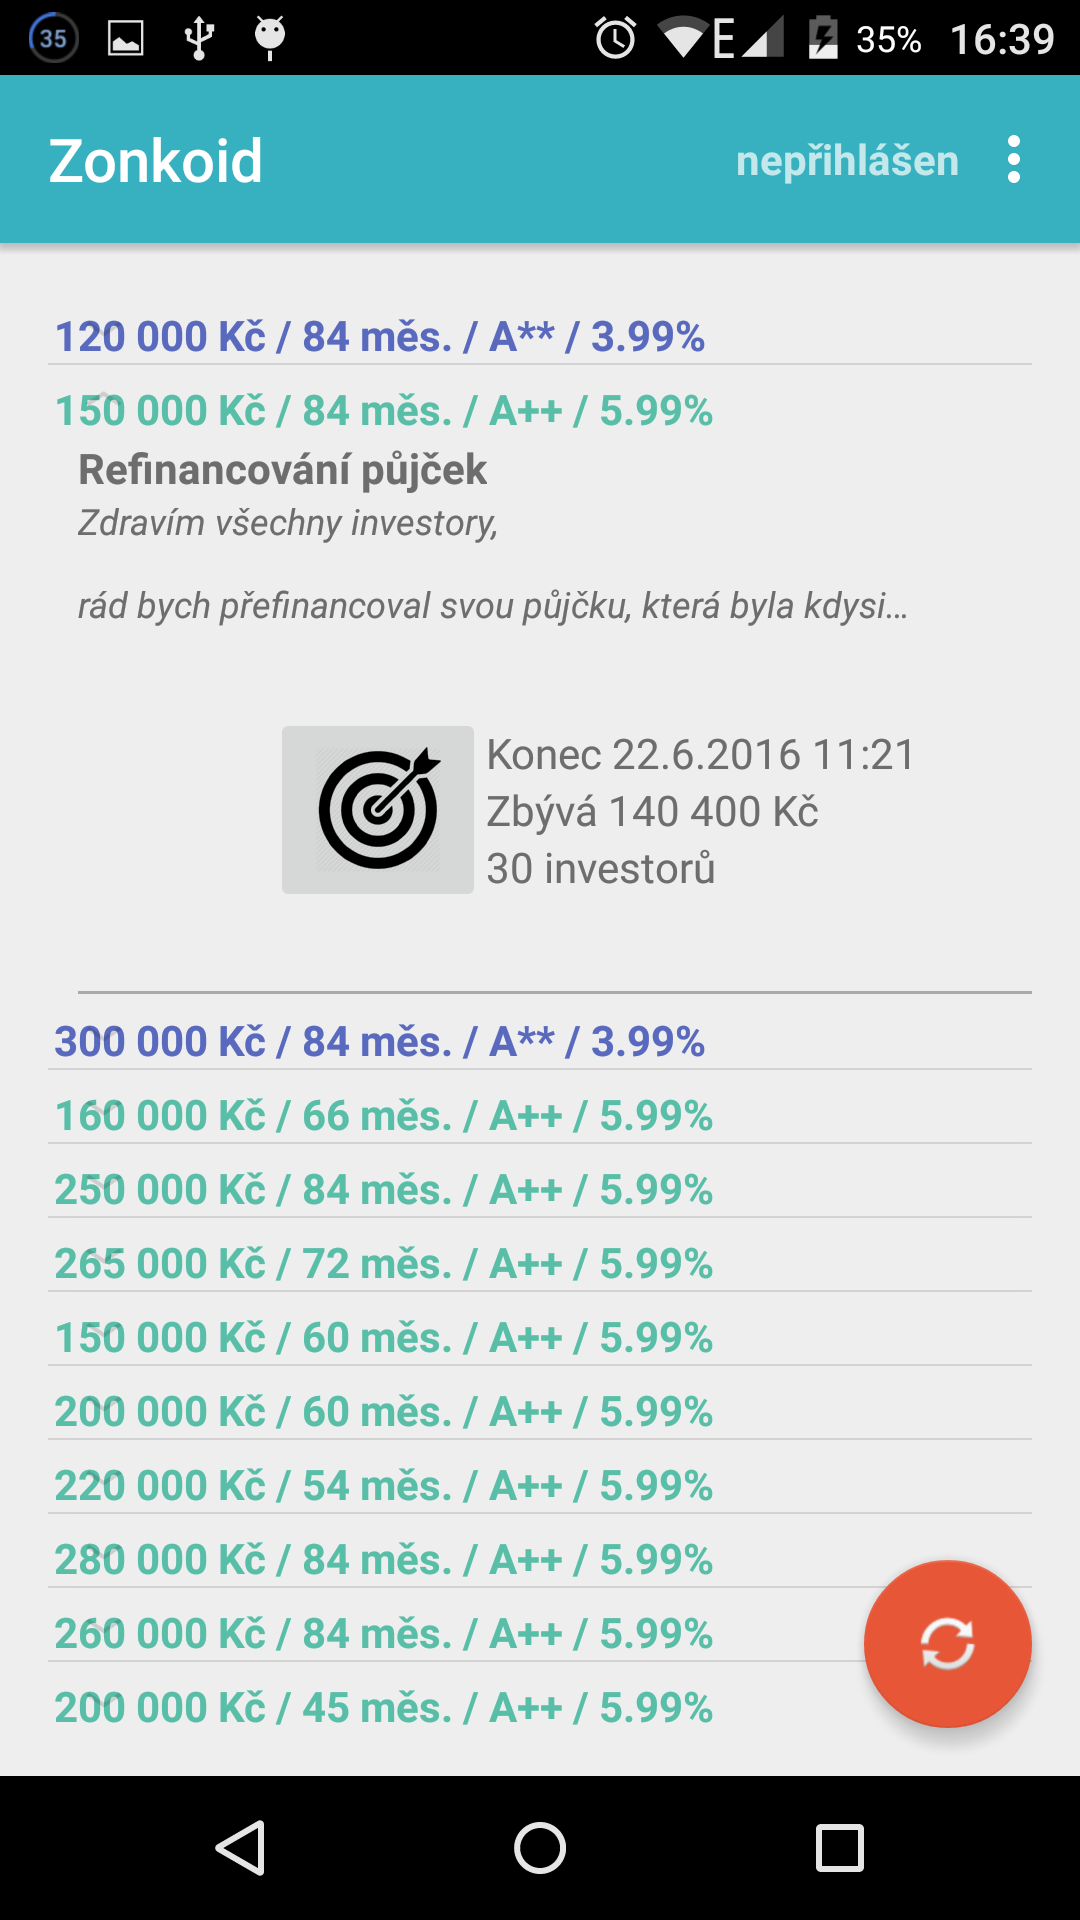 35
E
35%
16:39
Zonkoid
nepřihlášen
120 000 Kč / 84 měs. / A** / 3.99%
150 000 Kč / 84 měs. / A++ / 5.99%
Refinancování půjček
Zdravím všechny investory,
rád bych přefinancoval svou půjčku, která byla kdysi...
Konec 22.6.2016 11:21
Zbývá 140 400 Kč
30 investorů
300 000 Kč / 84 měs. / A** / 3.99%
160 000 Kč / 66 měs. / A++ / 5.99%
250 000 Kč / 84 měs. / A++ / 5.99%
265 000 Kč / 72 měs. / A++ / 5.99%
150 000 Kč / 60 měs. / A++ / 5.99%
200 000 Kč / 60 měs. / A++ / 5.99%
220 000 Kč / 54 měs. / A++ / 5.99%
280 000 Kč / 84 měs. / A++ / 5.99%
260 000 Kč / 84 měs. / A++ / 5.99%
200 000 Kč / 45 měs. / A++ / 5.99%